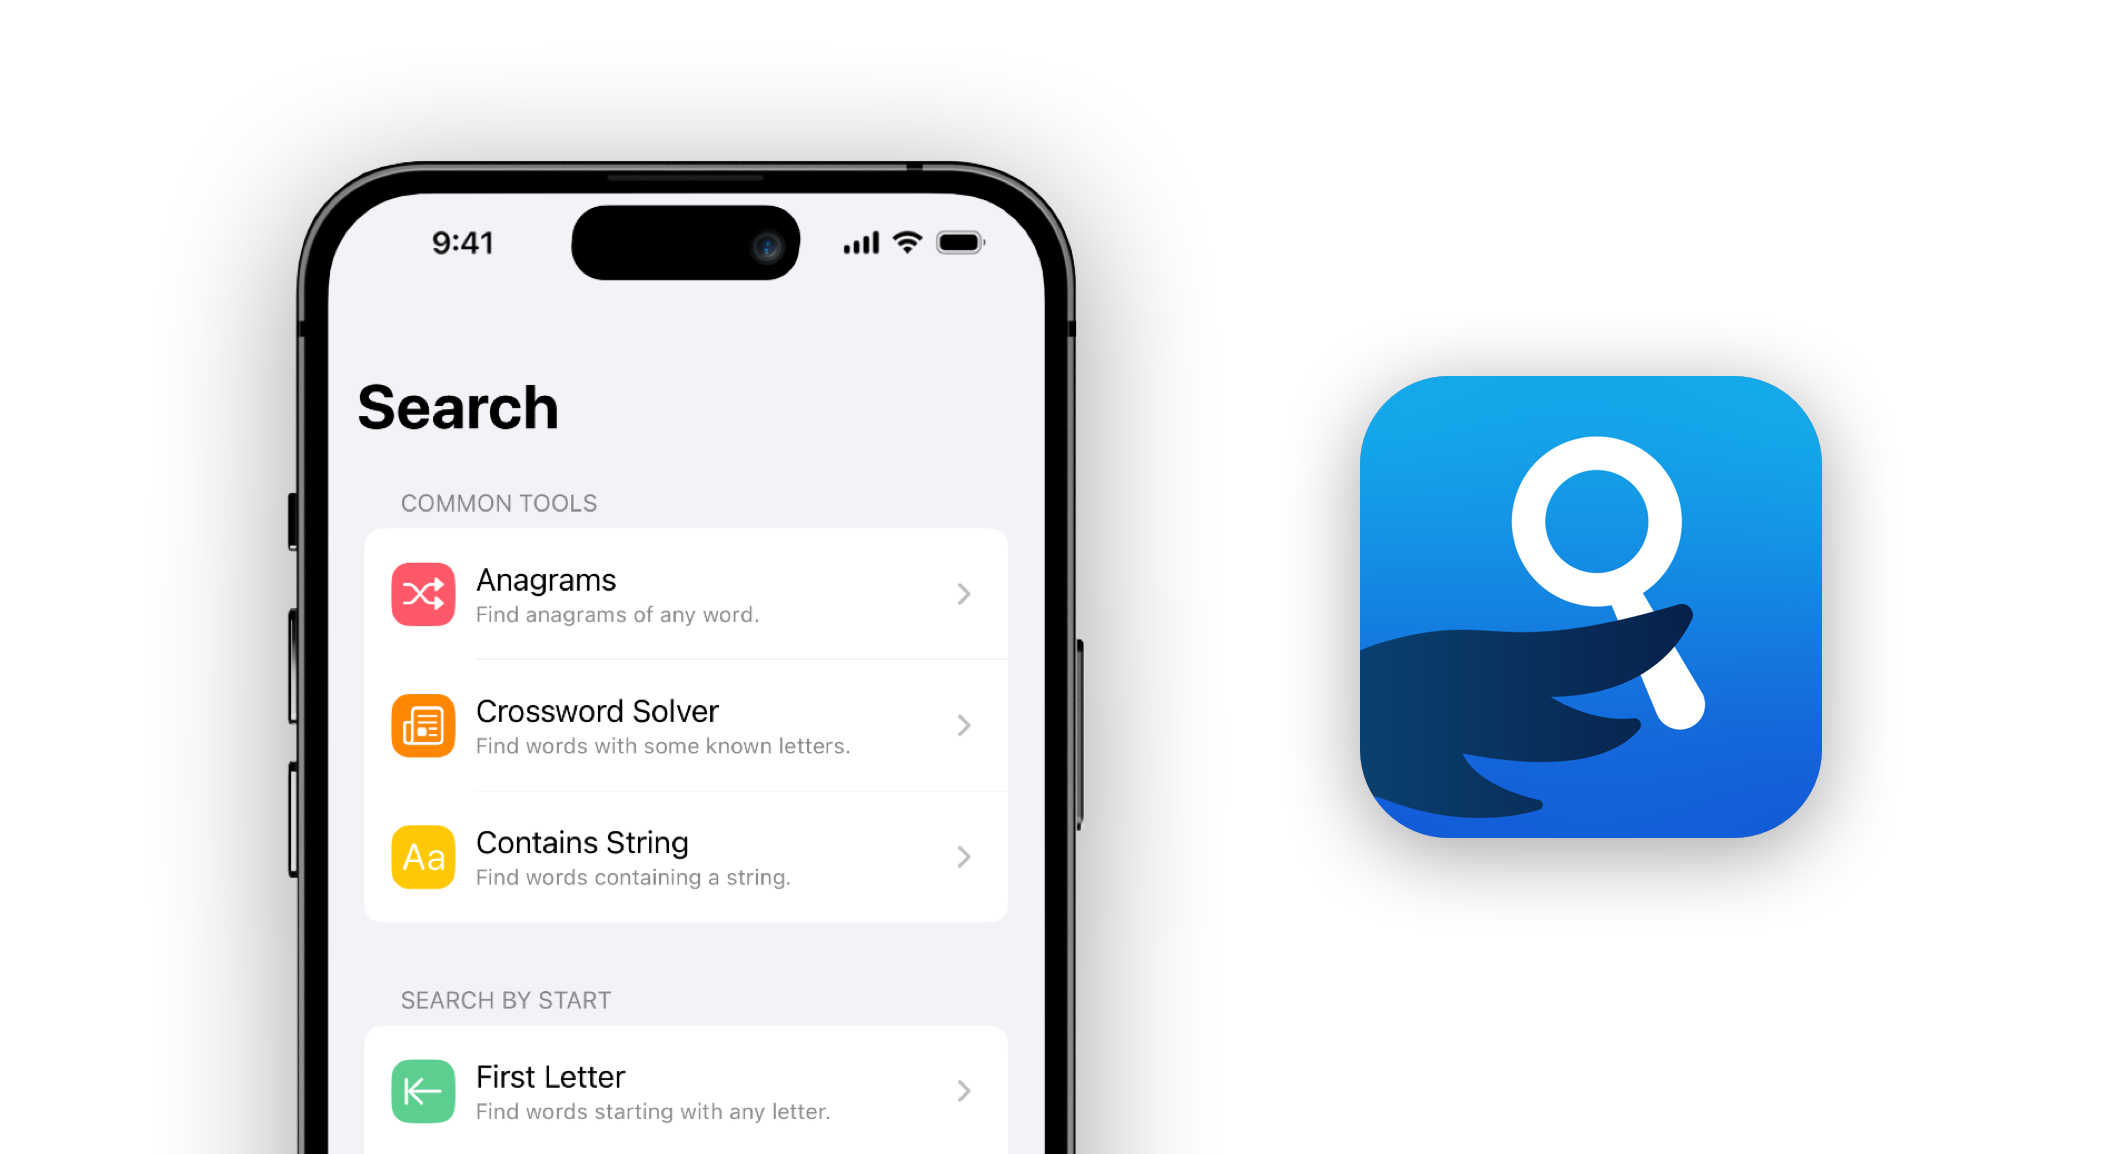 9:41
Search
COMMON TOOLS
Anagrams
Find anagrams of any word.
Crossword Solver
Find words with some known letters.
Aa
Contains String
Find words containing a string.
SEARCH BY START
First Letter
Find words starting with any letter.